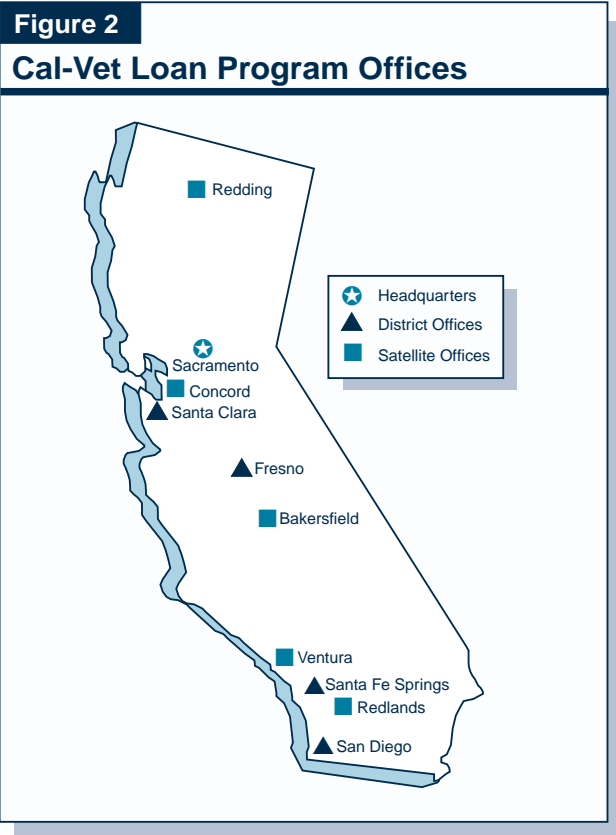 Figure 2
Cal-Vet Loan Program Offices
Redding
Headquarters
District Offices
Satellite Offices
Sacramento
Concord
Santa Clara
Fresno
Bakersfield
Ventura
Santa Fe Springs
Redlands
San Diego